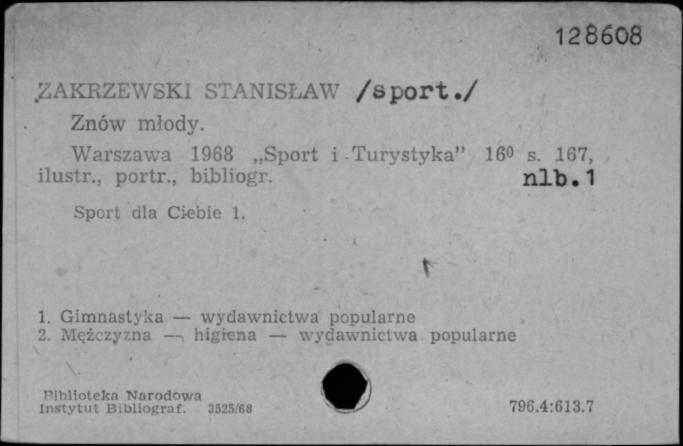 128608
ZAKRZEWSKI STANISŁAW /sport./
Znów młody.
Warszawa 1968 „Sport i Turystyka” 16⁰ s. 167,
ilustr., portr., bibliogr. nlb.1
Sport dla Ciebie 1.
1. Gimnastyka — wydawnictwa popularne
2. Mężczyzna — higiena — wydawnictwa popularne
Biblioteka Narodowa
Instytut Bibliograf. 3525/68
796.4:613.7